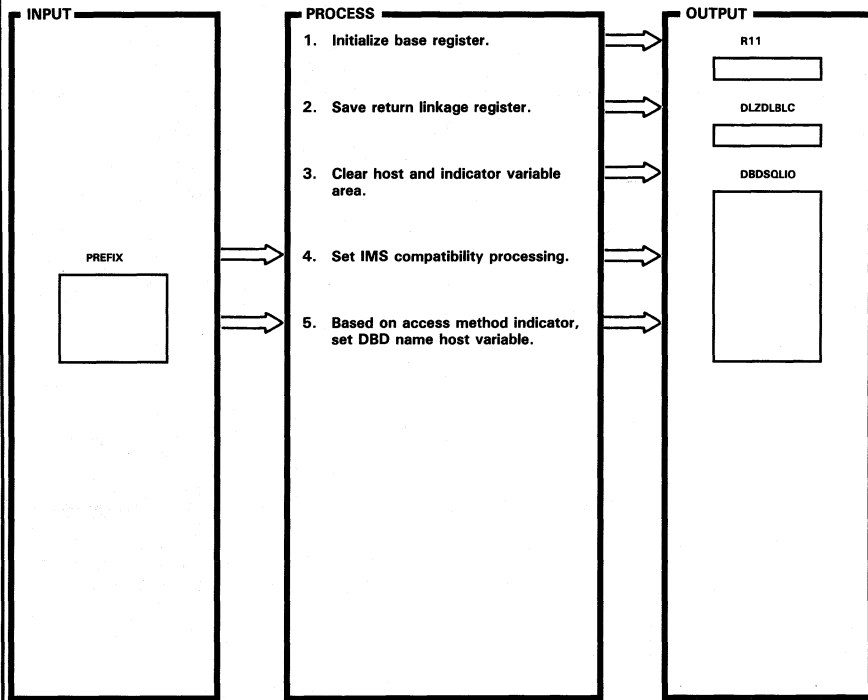 INPUT
PROCESS
OUTPUT
1. Initialize base register.
R11
2. Save return linkage register.
DLZDLBLC
3. Clear host and indicator variable
area.
DBDSQLIO
PREFIX
4. Set IMS compatibility processing.
5. Based on access method indicator,
set DBD name host variable.